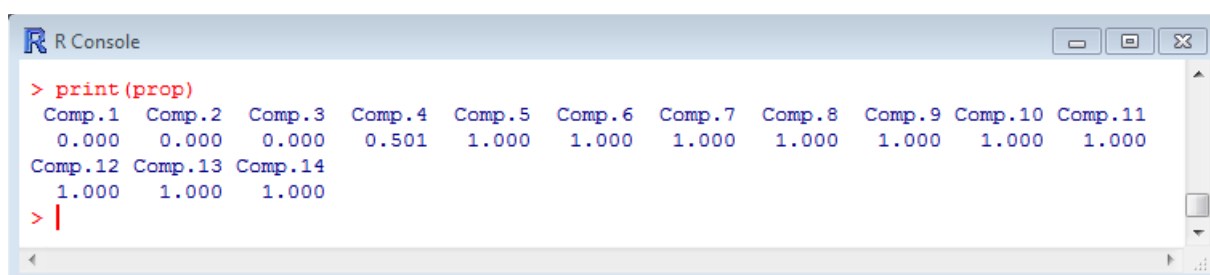 R Console
> print(prop)
Comp.1 Comp.2 Comp.3 Comp.4 Comp.5 Comp.6 Comp.7 Comp.8 Comp.9 Comp.10 Comp.11
0.000 0.000 0.000 0.501 1.000 1.000 1.000 1.000 1.000 1.000 1.000
Comp.12 Comp.13 Comp.14
1.000 1.000 1.000
>